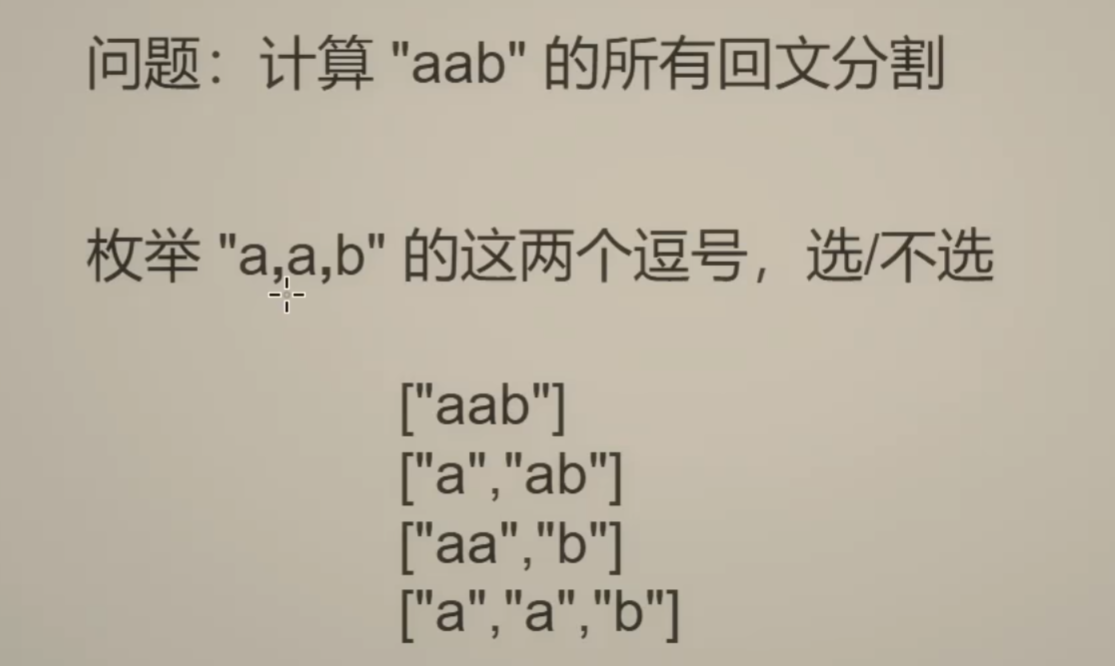 问题：计算 "aab" 的所有回文分割
枚举 "a,a,b" 的这两个逗号，选/不选
["aab"]
["a","ab"]
["aa","b"]
["a","a","b"]